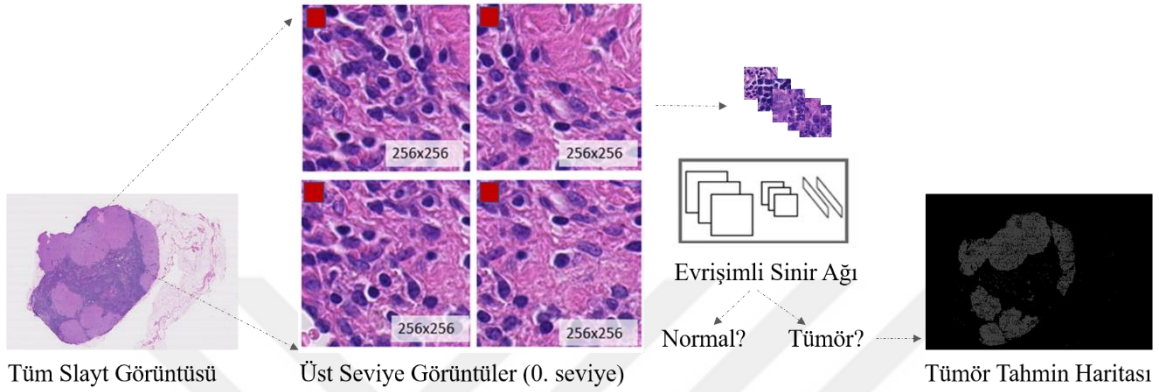 256x256
256x256
256x256
256x256
Evrişimli Sinir Ağı
Normal?
Tümör?
Tüm Slayt Görüntüsü
Üst Seviye Görüntüler (0. seviye)
Tümör Tahmin Haritası